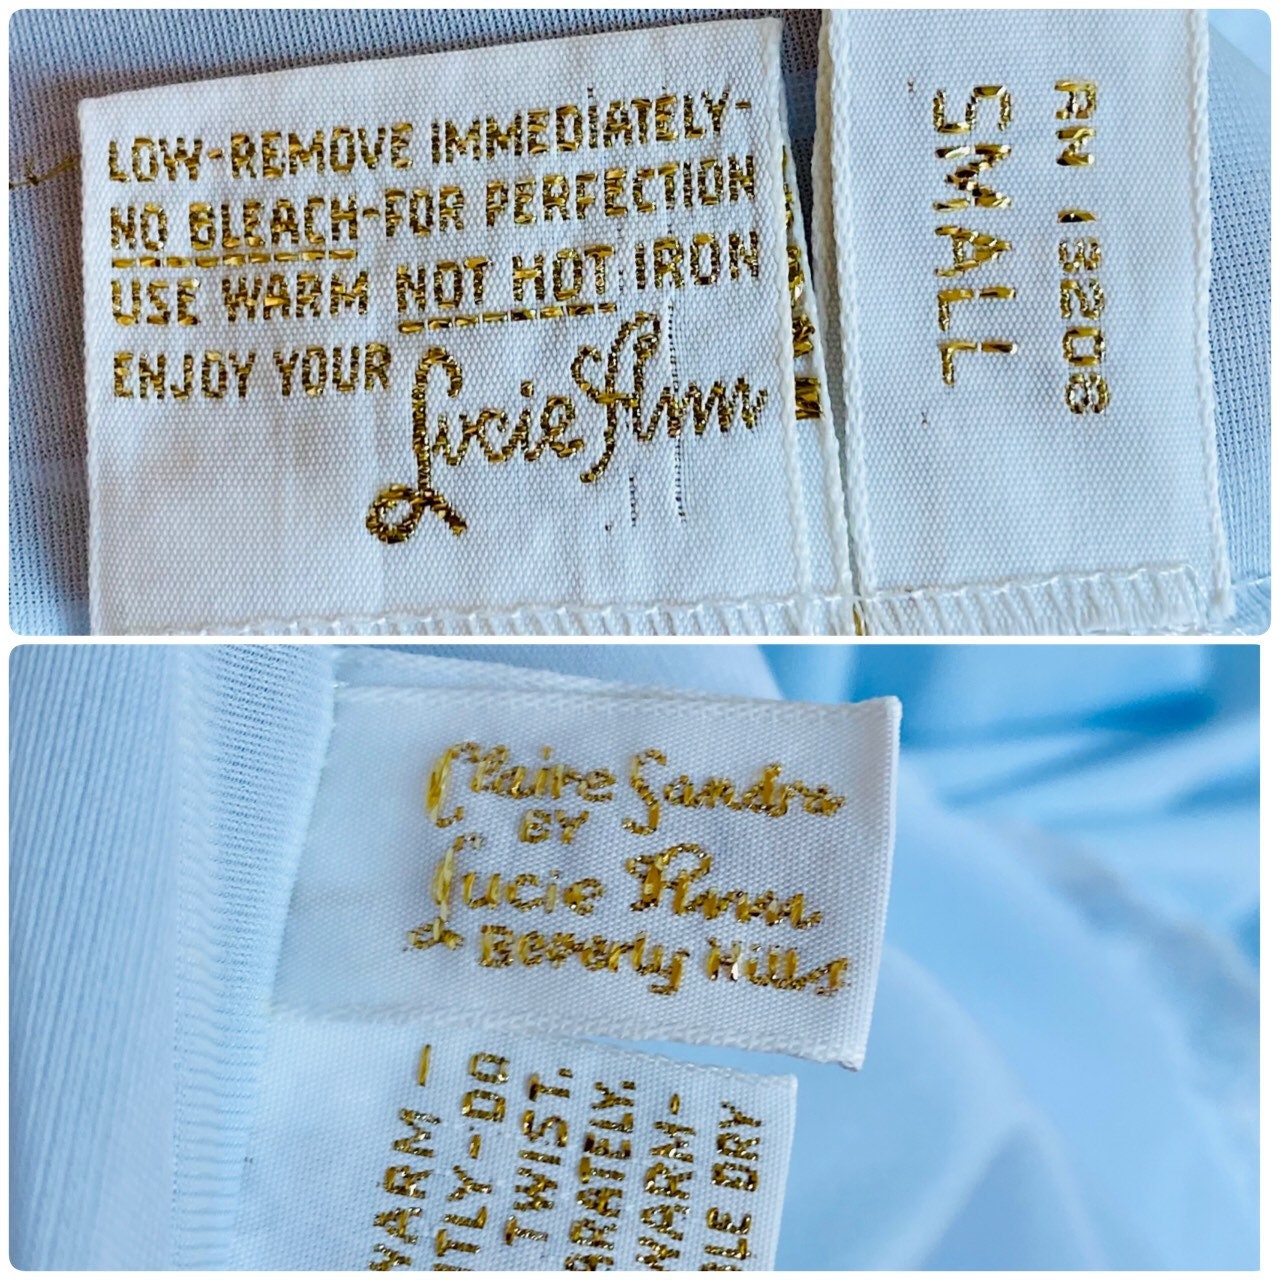 LOW-REMOVE IMMEDIATELY-
NO BLEACH-FOR PERFECTION
USE WARM NOT HOT IRON
ENJOY YOUR Lucie Ann
RN 13208
SMALL
Claire Sandra
BY
Lucie Ann
Beverly Hills
WARM —
TLY-DO
TWIST.
RATELY.
WARM-
LE DRY